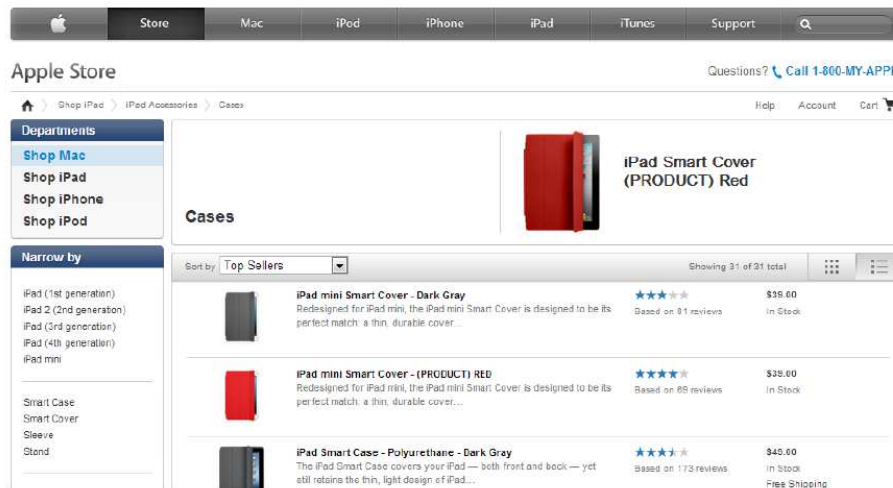 Store Mac iPod iPhone iPad iTunes Support
Apple Store
Questions? Call 1-800-MY-APPL
Shop iPad iPad Accessories Cases
Help Account Cart
Departments
Shop Mac
Shop iPad
Shop iPhone
Shop iPod
Cases
iPad Smart Cover
(PRODUCT) Red
Narrow by
iPad (1st generation)
iPad 2 (2nd generation)
iPad (3rd generation)
iPad (4th generation)
iPad mini
Smart Case
Smart Cover
Sleeve
Stand
Sort by Top Sellers
Showing 31 of 31 total
iPad mini Smart Cover - Dark Gray
Redesigned for iPad mini, the iPad mini Smart Cover is designed to be its
perfect match: a thin, durable cover...
Based on 81 reviews
$39.00
In Stock
iPad mini Smart Cover - (PRODUCT) RED
Redesigned for iPad mini, the iPad mini Smart Cover is designed to be its
perfect match: a thin, durable cover...
Based on 69 reviews
$39.00
In Stock
iPad Smart Case - Polyurethane - Dark Gray
The iPad Smart Case covers your iPad — both front and back — yet
still retains the thin, light design of iPad...
Based on 173 reviews
$49.00
In Stock
Free Shipping